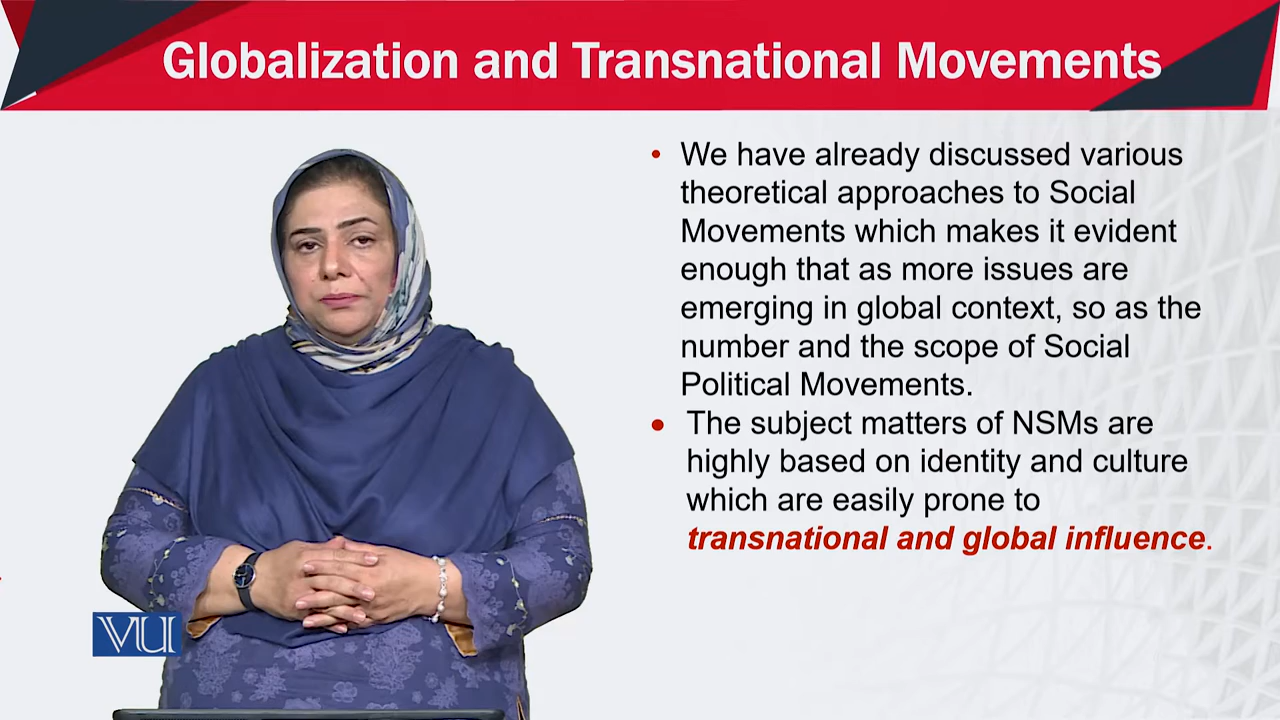 Globalization and Transnational Movements
• We have already discussed various
theoretical approaches to Social
Movements which makes it evident
enough that as more issues are
emerging in global context, so as the
number and the scope of Social
Political Movements.
• The subject matters of NSMs are
highly based on identity and culture
which are easily prone to
transnational and global influence.
VU